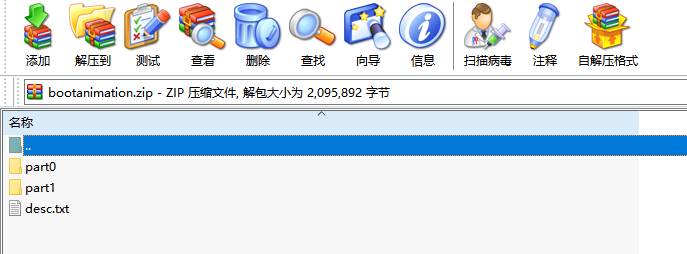 添加 解压到 测试 查看 删除 查找 向导 信息 扫描病毒 注释 自解压格式
bootanimation.zip - ZIP 压缩文件, 解包大小为 2,095,892 字节
名称
..
part0
part1
desc.txt